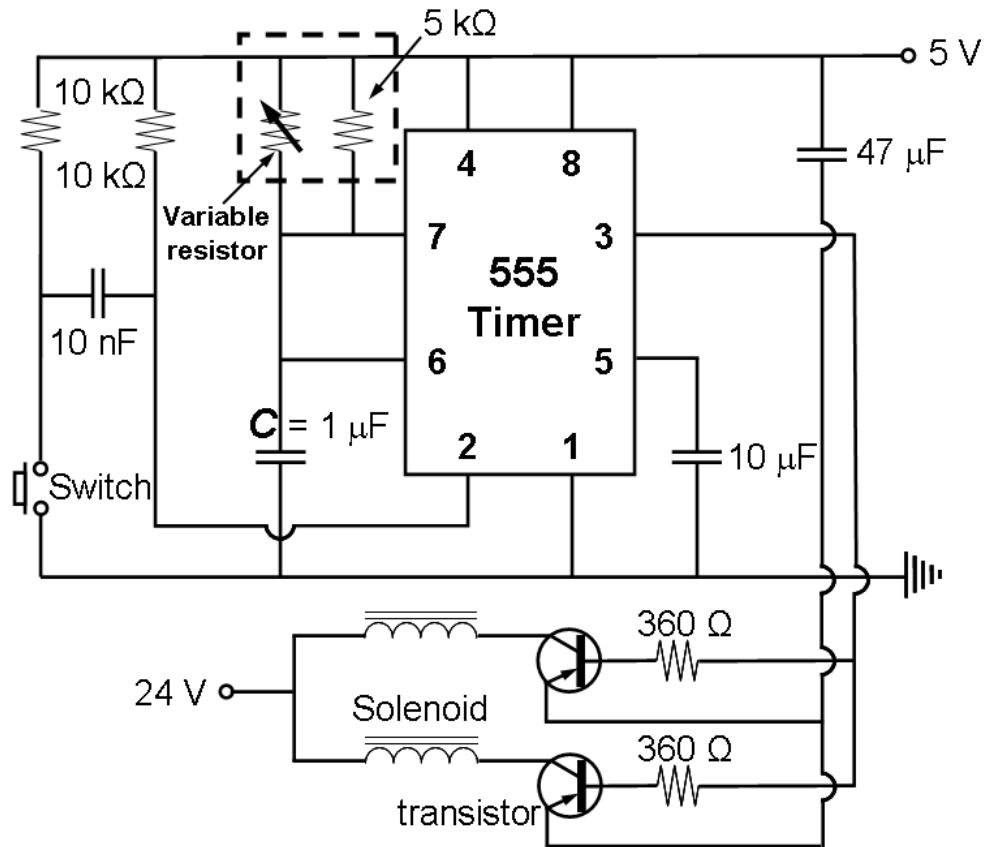 5 kΩ
5 V
10 kΩ
10 kΩ
4
8
47 μF
Variable
resistor
7
3
555
Timer
10 nF
6
5
C = 1 μF
2
1
10 μF
Switch
360 Ω
24 V
Solenoid
360 Ω
transistor